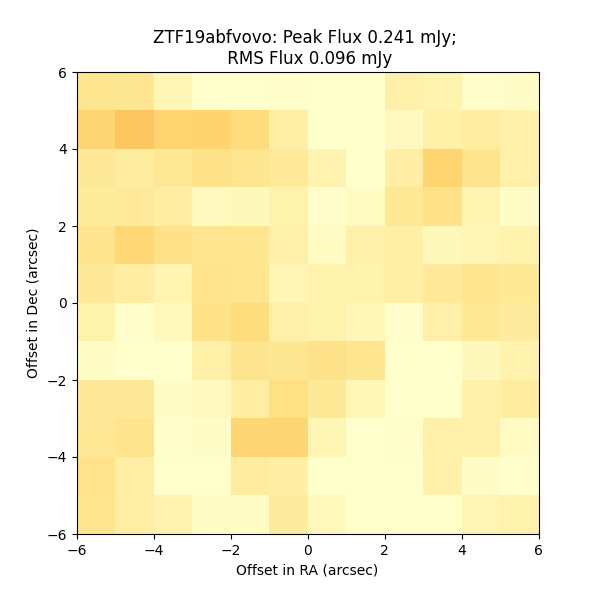 ZTF19abfvovo: Peak Flux 0.241 mJy;
RMS Flux 0.096 mJy
6
4
2
0
−2
−4
−6
Offset in Dec (arcsec)
−6 −4 −2 0 2 4 6
Offset in RA (arcsec)